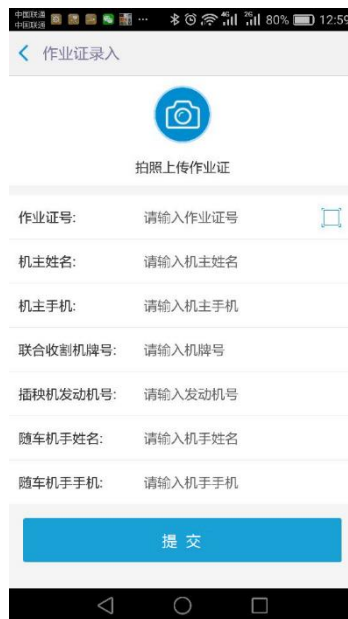 中国联通
中国联通
··· 4G 2G 80% 12:59
作业证录入
拍照上传作业证
作业证号: 请输入作业证号
机主姓名: 请输入机主姓名
机主手机: 请输入机主手机
联合收割机牌号: 请输入机牌号
插秧机发动机号: 请输入发动机号
随车机手姓名: 请输入机手姓名
随车机手手机: 请输入机手手机
提 交